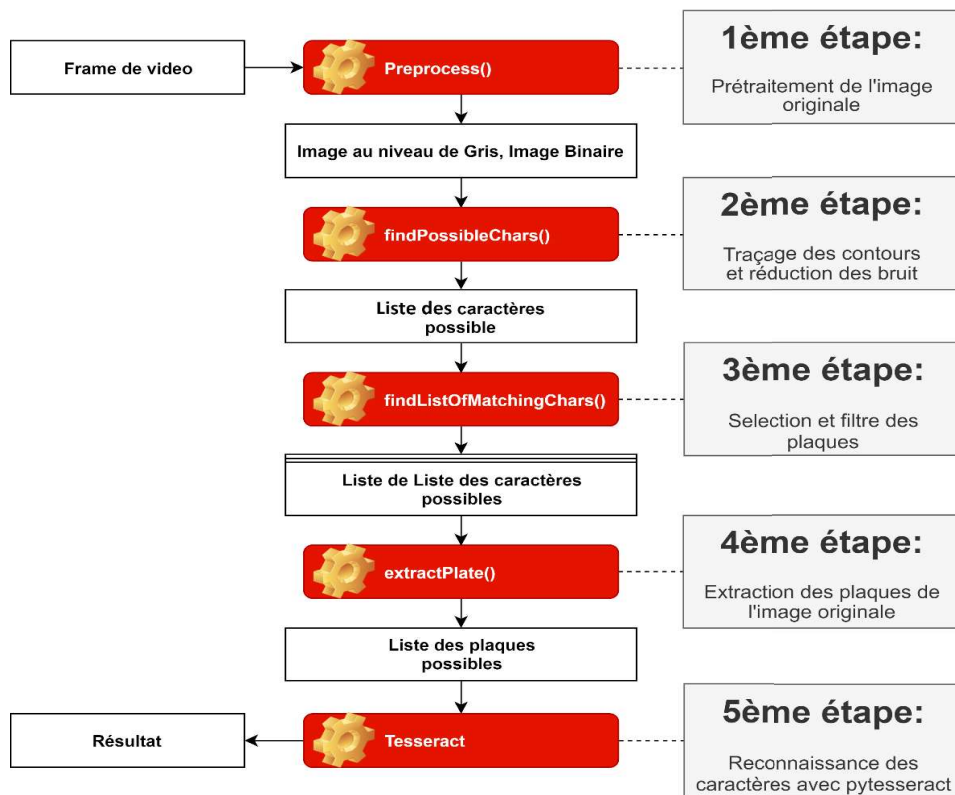 Frame de video
Preprocess()
1ème étape:
Prétraitement de l'image
originale
Image au niveau de Gris, Image Binaire
findPossibleChars()
2ème étape:
Traçage des contours
et réduction des bruit
Liste des caractères
possible
findListOfMatchingChars()
3ème étape:
Selection et filtre des
plaques
Liste de Liste des caractères
possibles
extractPlate()
4ème étape:
Extraction des plaques de
l'image originale
Liste des plaques
possibles
Résultat
Tesseract
5ème étape:
Reconnaissance des
caractères avec pytesseract